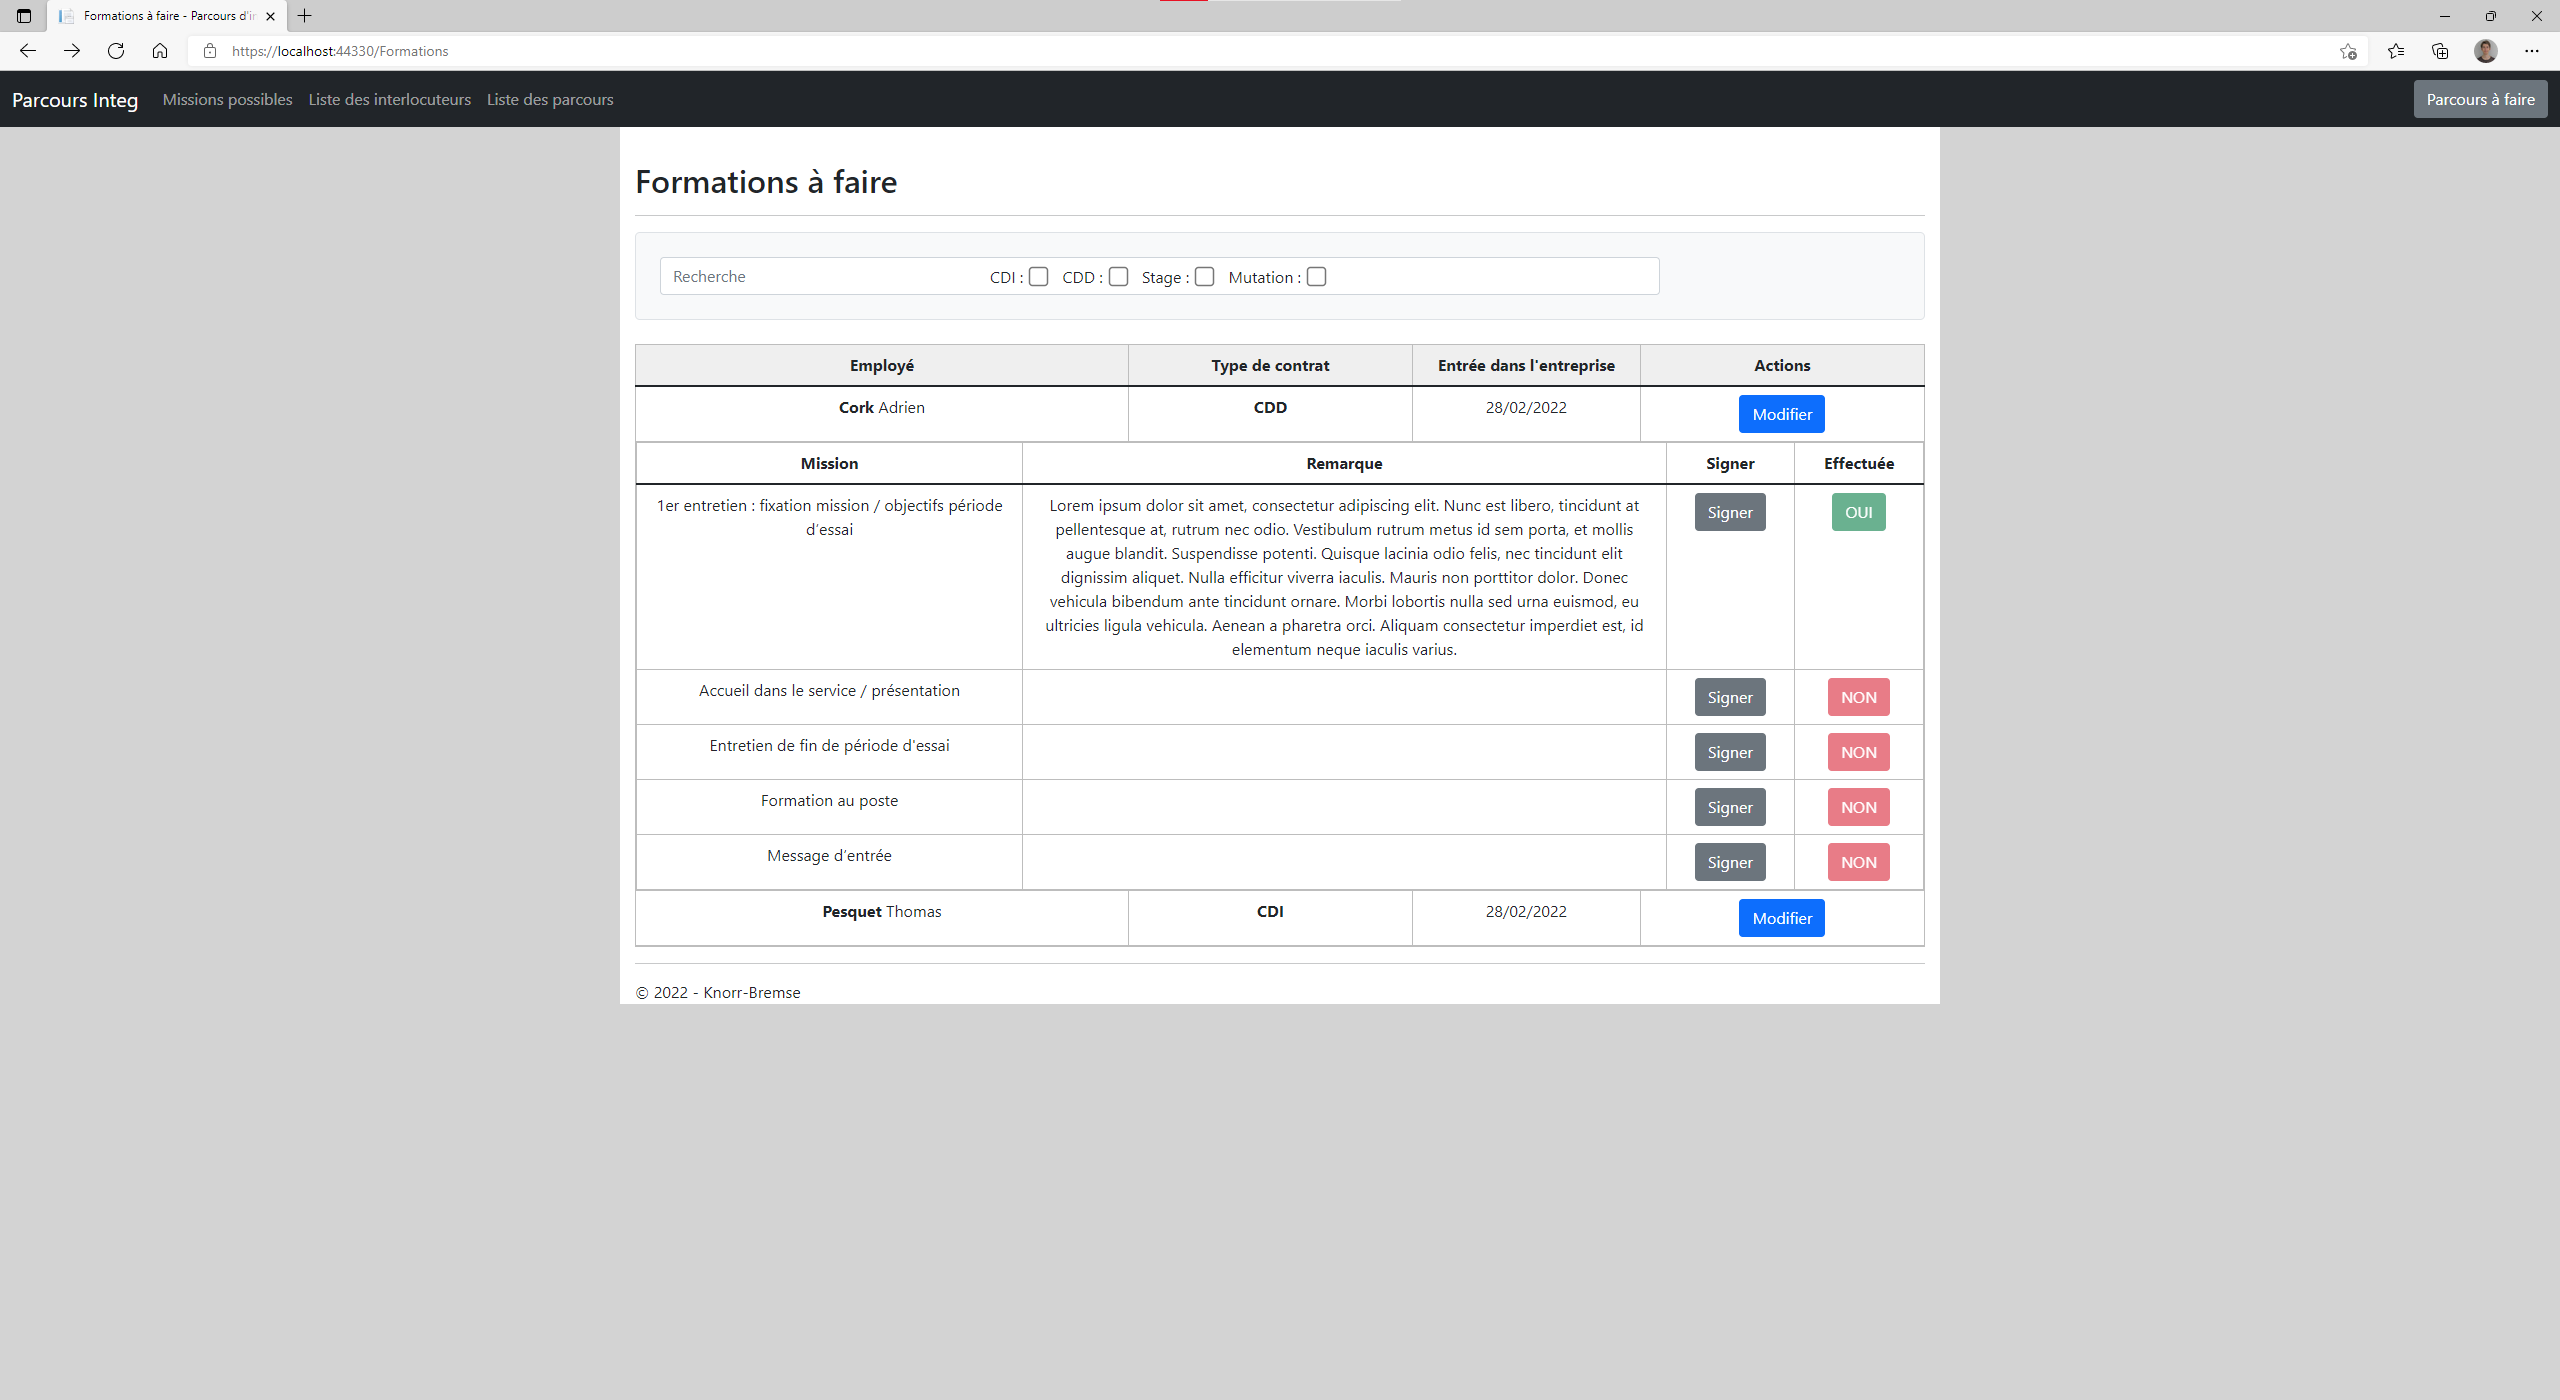 Formations à faire - Parcours d'in
https://localhost:44330/Formations
Parcours Integ Missions possibles Liste des interlocuteurs Liste des parcours Parcours à faire
Formations à faire
Recherche CDI : CDD : Stage : Mutation :
Employé Type de contrat Entrée dans l'entreprise Actions
Cork Adrien CDD 28/02/2022 Modifier
Mission Remarque Signer Effectuée
1er entretien : fixation mission / objectifs période
d’essai
Lorem ipsum dolor sit amet, consectetur adipiscing elit. Nunc est libero, tincidunt at
pellentesque at, rutrum nec odio. Vestibulum rutrum metus id sem porta, et mollis
augue blandit. Suspendisse potenti. Quisque lacinia odio felis, nec tincidunt elit
dignissim aliquet. Nulla efficitur viverra iaculis. Mauris non porttitor dolor. Donec
vehicula bibendum ante tincidunt ornare. Morbi lobortis nulla sed urna euismod, eu
ultricies ligula vehicula. Aenean a pharetra orci. Aliquam consectetur imperdiet est, id
elementum neque iaculis varius.
Signer OUI
Accueil dans le service / présentation Signer NON
Entretien de fin de période d'essai Signer NON
Formation au poste Signer NON
Message d’entrée Signer NON
Pesquet Thomas CDI 28/02/2022 Modifier
© 2022 - Knorr-Bremse